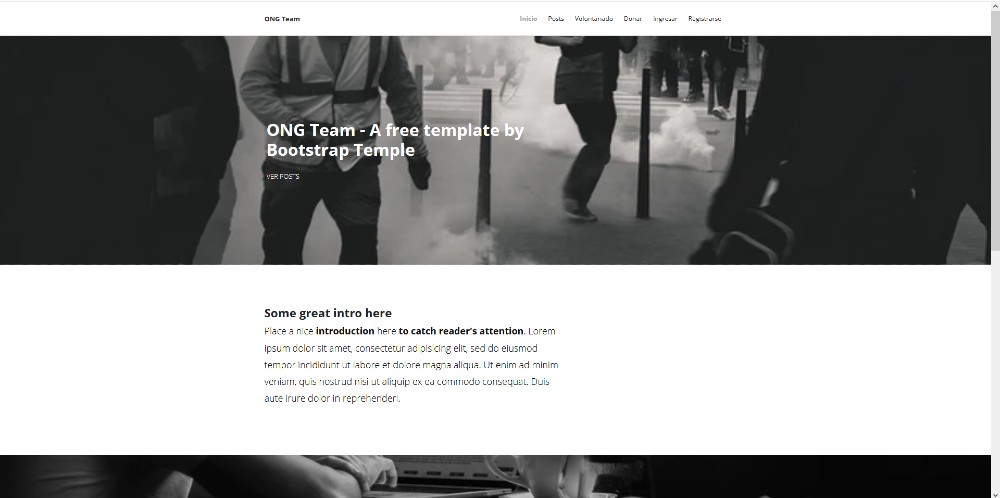 ONG Team
Inicio Posts Voluntariado Donar Ingresar Registrarse
ONG Team - A free template by
Bootstrap Temple
VER POSTS
Some great intro here
Place a nice introduction here to catch reader's attention. Lorem
ipsum dolor sit amet, consectetur adipisicing elit, sed do eiusmod
tempor incididunt ut labore et dolore magna aliqua. Ut enim ad minim
veniam, quis nostrud nisi ut aliquip ex ea commodo consequat. Duis
aute irure dolor in reprehenderi.